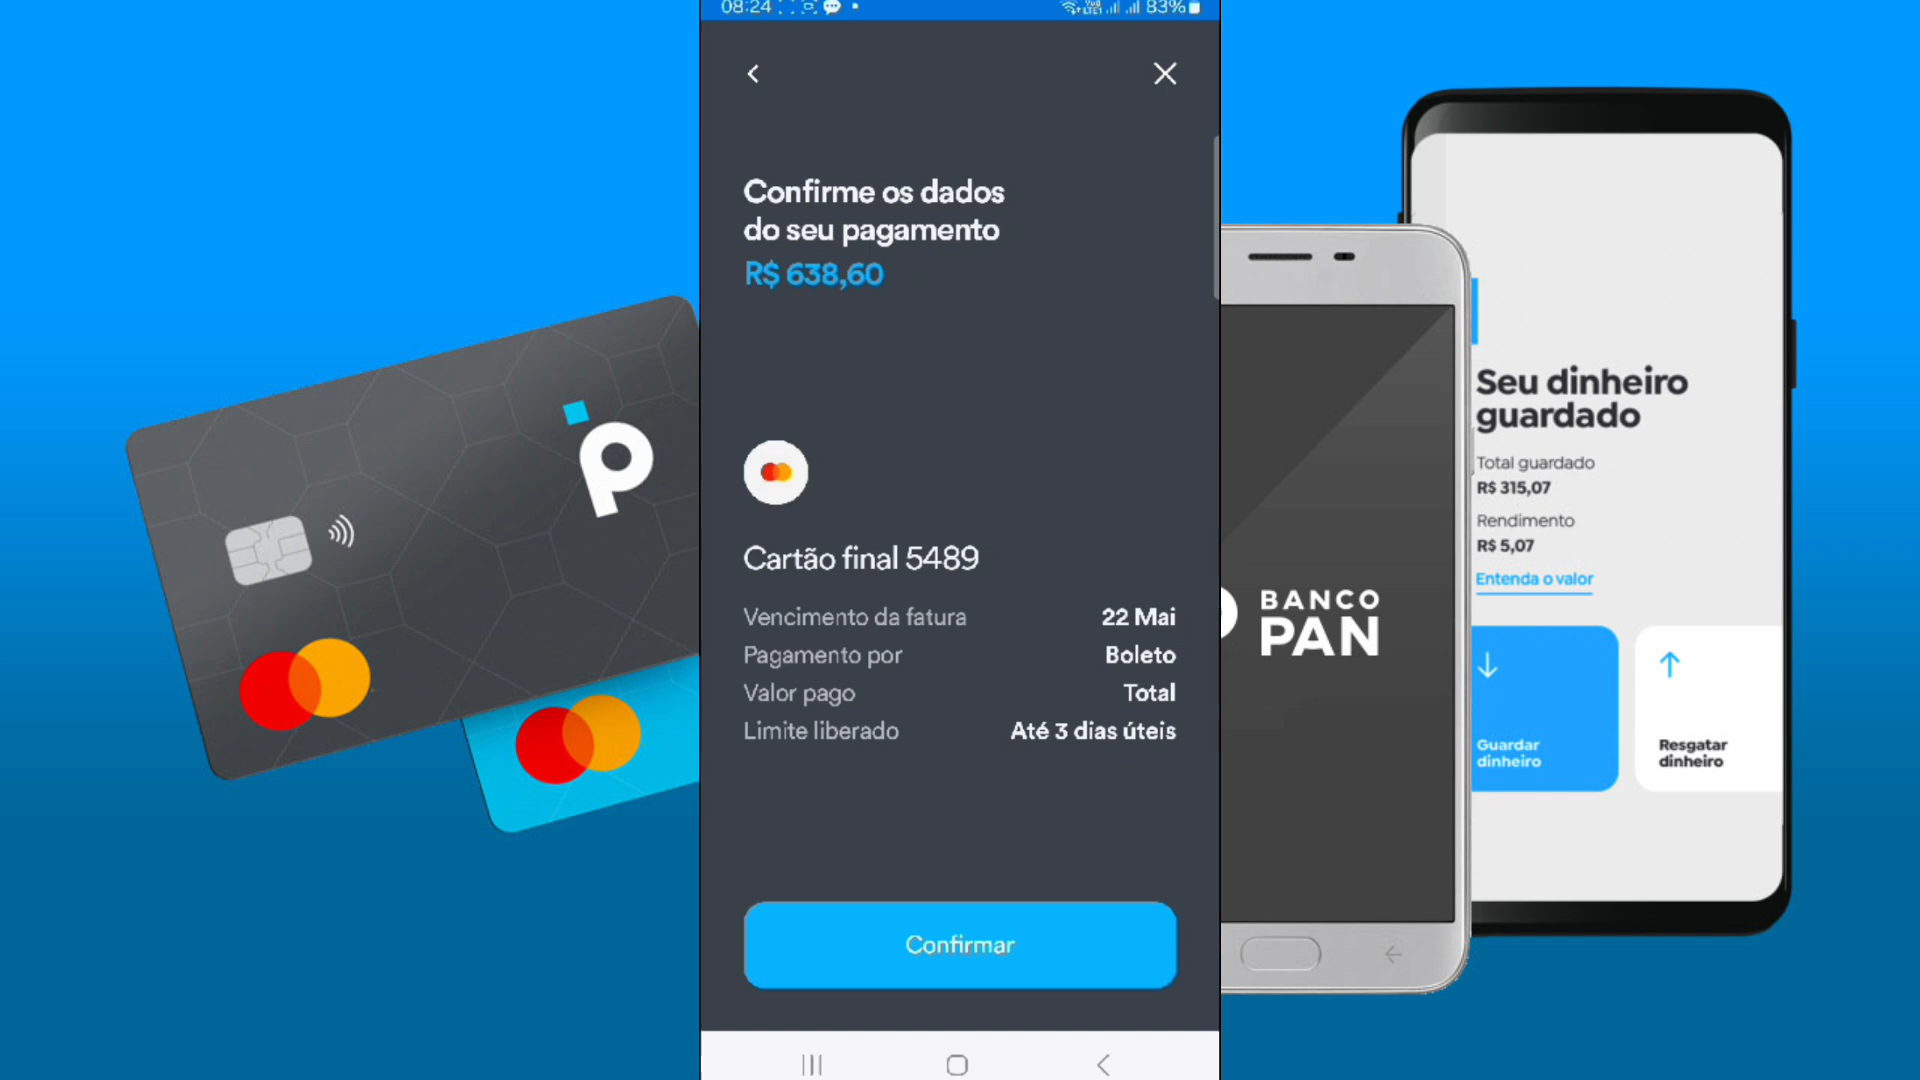 08:24
83%
Confirme os dados
do seu pagamento
R$ 638,60
Cartão final 5489
Vencimento da fatura 22 Mai
Pagamento por Boleto
Valor pago Total
Limite liberado Até 3 dias úteis
Confirmar
BANCO
PAN
Seu dinheiro
guardado
Total guardado
R$ 315,07
Rendimento
R$ 5,07
Entenda o valor
Guardar
dinheiro
Resgatar
dinheiro